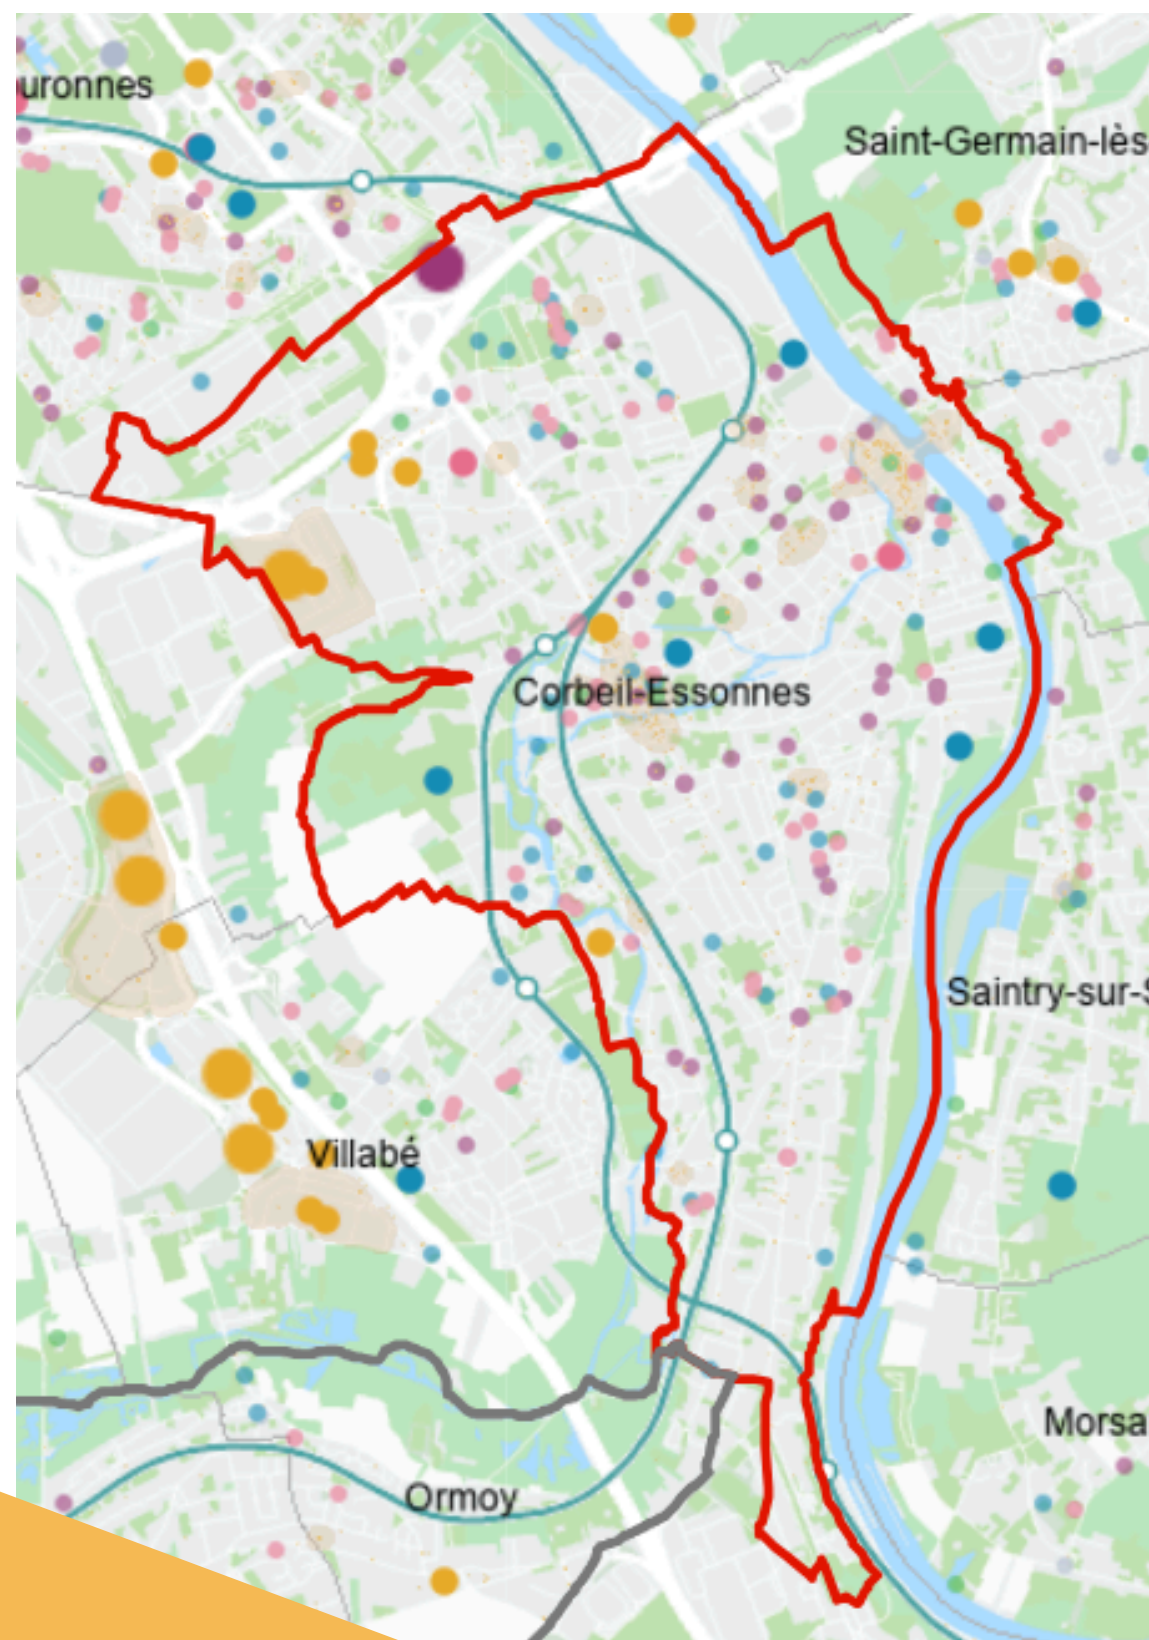 uronnes
Saint-Germain-lès
Corbeil-Essonnes
Saintry-sur-S
Villabé
Morsa
Ormoy